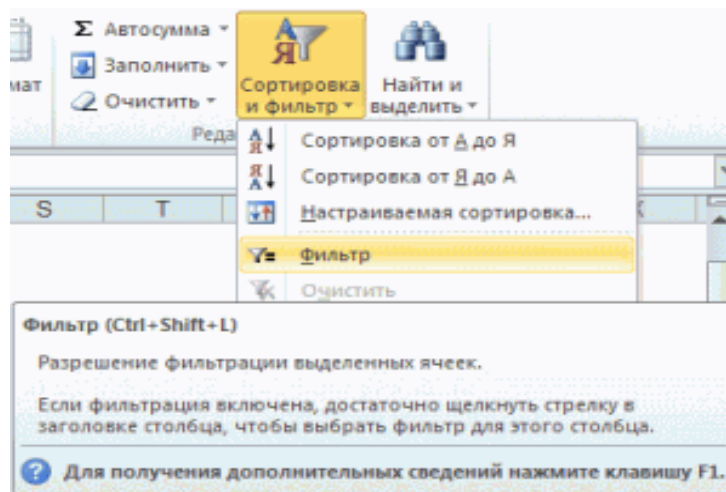 Σ Автосумма
Заполнить
Очистить
мат
Сортировка
и фильтр
Найти и
выделить
Реда
Сортировка от А до Я
Сортировка от Я до А
Настраиваемая сортировка...
Фильтр
Очистить
S T
Фильтр (Ctrl+Shift+L)
Разрешение фильтрации выделенных ячеек.
Если фильтрация включена, достаточно щелкнуть стрелку в
заголовке столбца, чтобы выбрать фильтр для этого столбца.
Для получения дополнительных сведений нажмите клавишу F1.